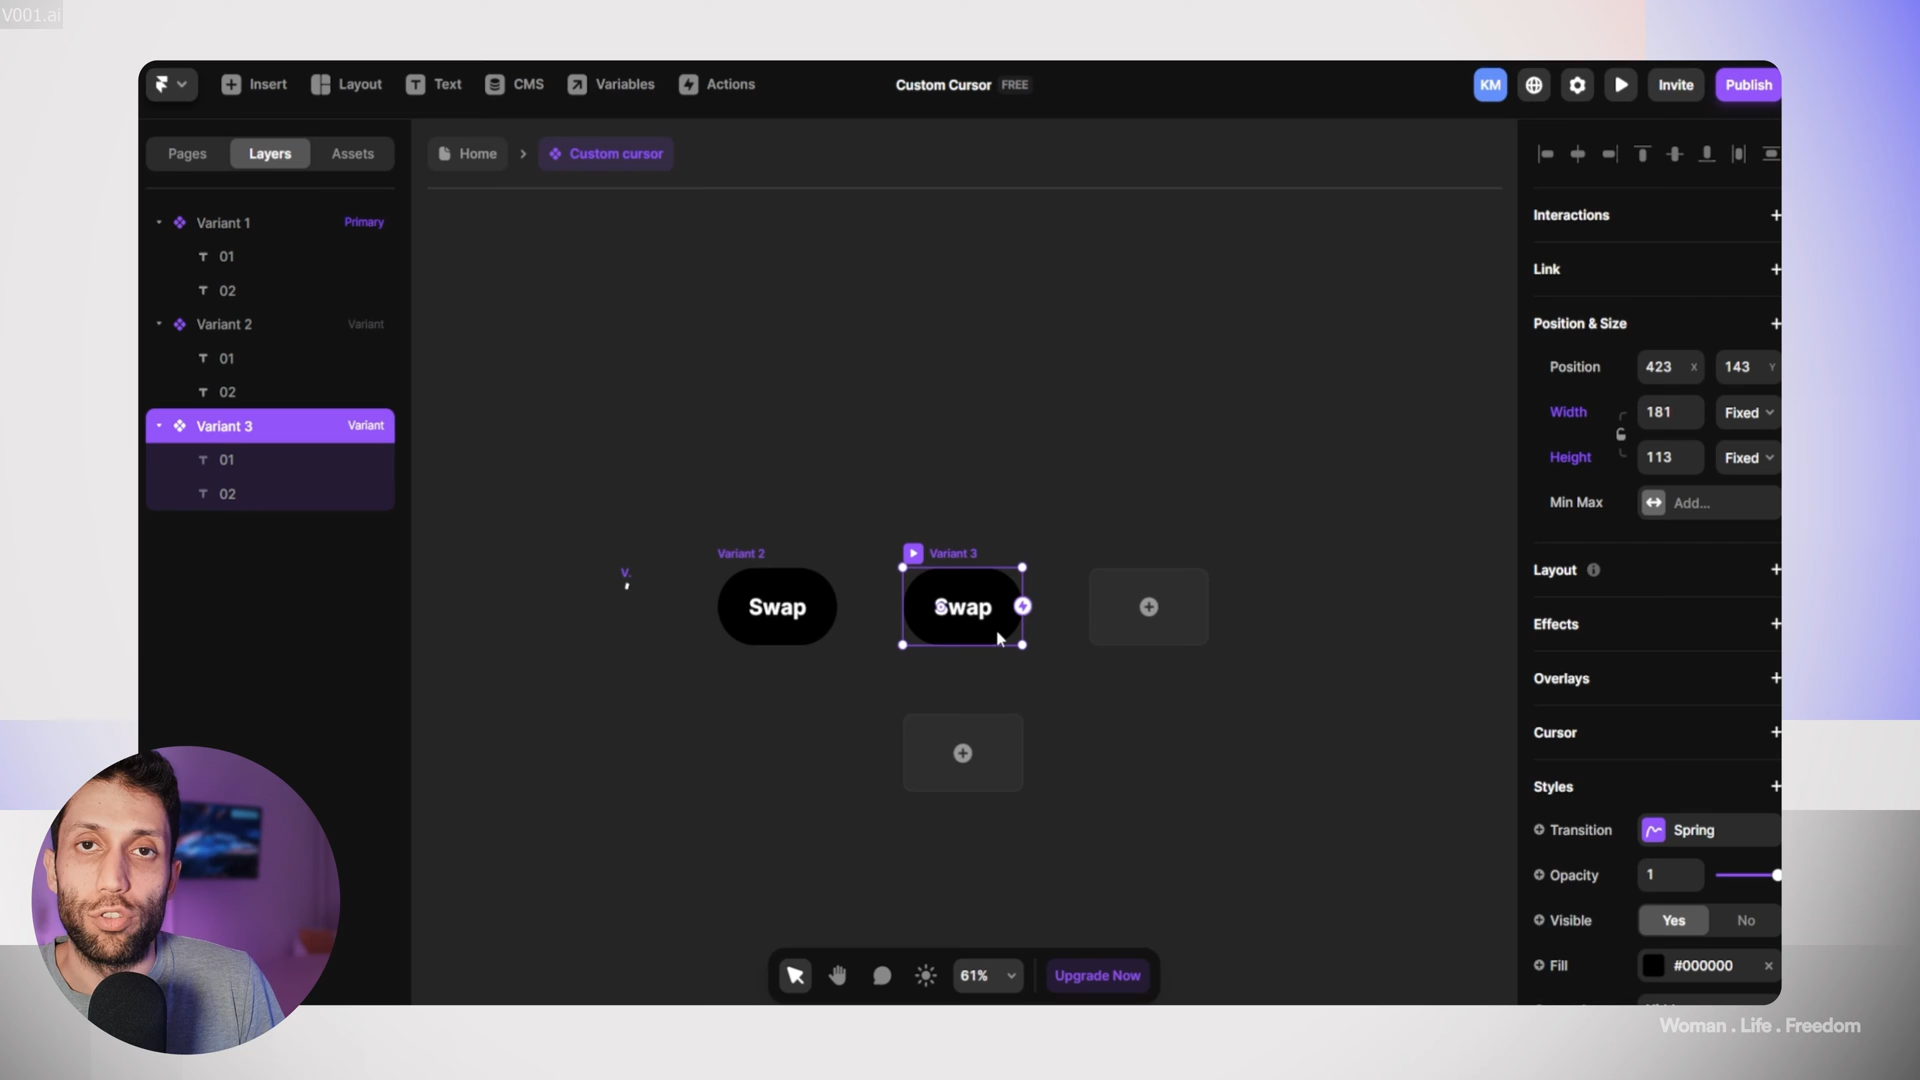 V001.ai
Insert
Layout
Text
CMS
Variables
Actions
Custom Cursor FREE
KM
Invite
Publish
Pages
Layers
Assets
Home
Custom cursor
Variant 1 Primary
01
02
Variant 2 Variant
01
02
Variant 3 Variant
01
02
V.
Variant 2
Swap
Variant 3
Swap
61%
Upgrade Now
Interactions
Link
Position & Size
Position 423 X 143 Y
Width 181 Fixed
Height 113 Fixed
Min Max Add...
Layout
Effects
Overlays
Cursor
Styles
Transition Spring
Opacity 1
Visible Yes No
Fill #000000
Woman . Life . Freedom